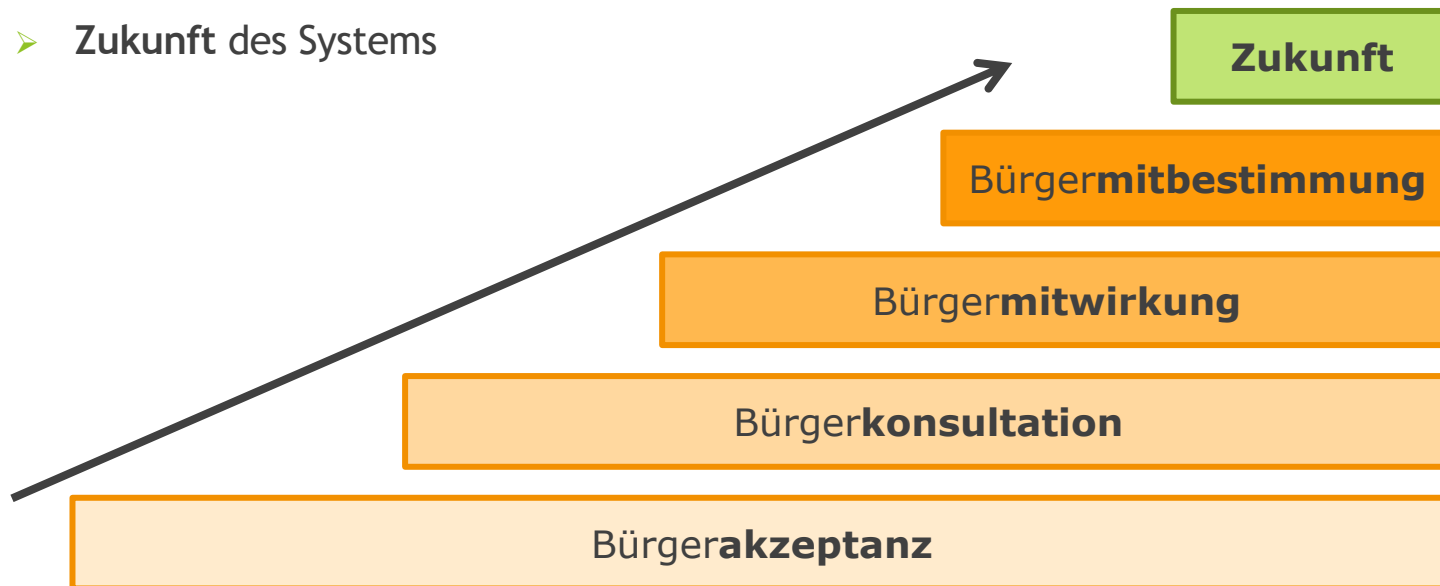 Zukunft des Systems
Zukunft
Bürgermitbestimmung
Bürgermitwirkung
Bürgerkonsultation
Bürgerakzeptanz